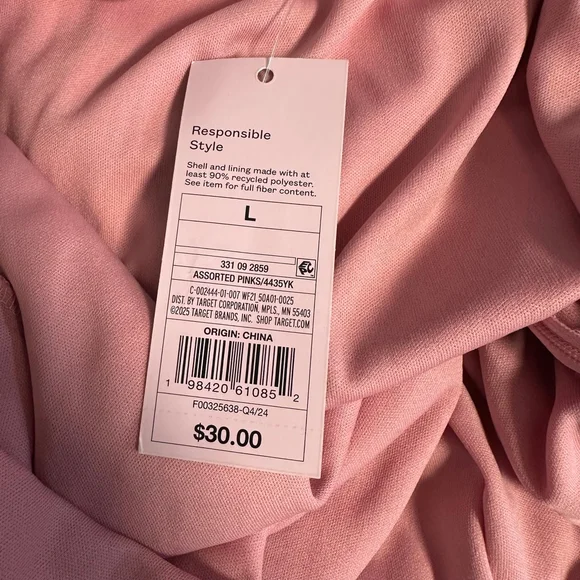 Responsible
Style
Shell and lining made with at
least 90% recycled polyester.
See item for full fiber content.
L
331 09 2859
ASSORTED PINKS/4435YK
C-002444-01-007 WF21_50A01-0025
DIST. BY TARGET CORPORATION, MPLS., MN 55403
©2025 TARGET BRANDS, INC. SHOP TARGET.COM
ORIGIN: CHINA
1 98420 61085 2
F00325638-Q4/24
$30.00